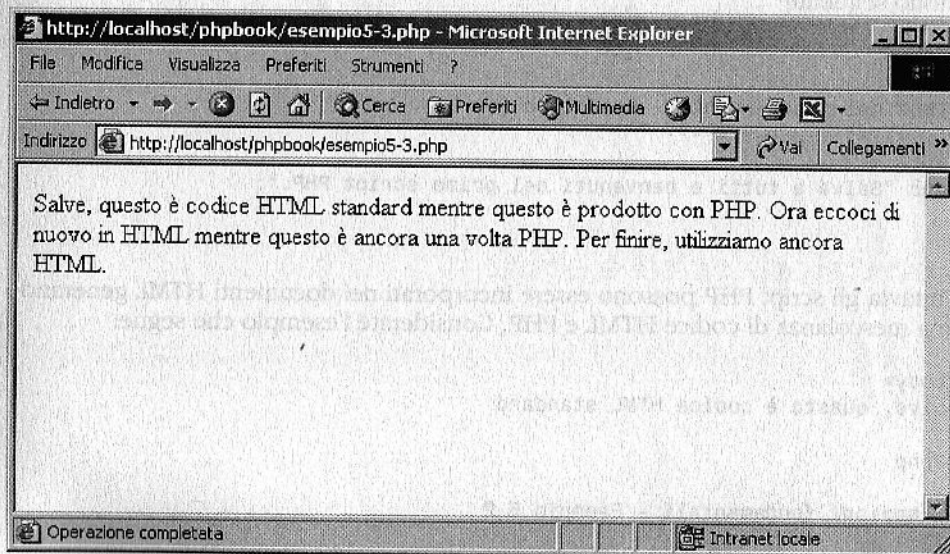 http://localhost/phpbook/esempio5-3.php - Microsoft Internet Explorer
File Modifica Visualizza Preferiti Strumenti ?
Indietro Cerca Preferiti Multimedia
Indirizzo http://localhost/phpbook/esempio5-3.php Vai Collegamenti »
Salve, questo è codice HTML standard mentre questo è prodotto con PHP. Ora eccoci di
nuovo in HTML mentre questo è ancora una volta PHP. Per finire, utilizziamo ancora
HTML.
Operazione completata Intranet locale